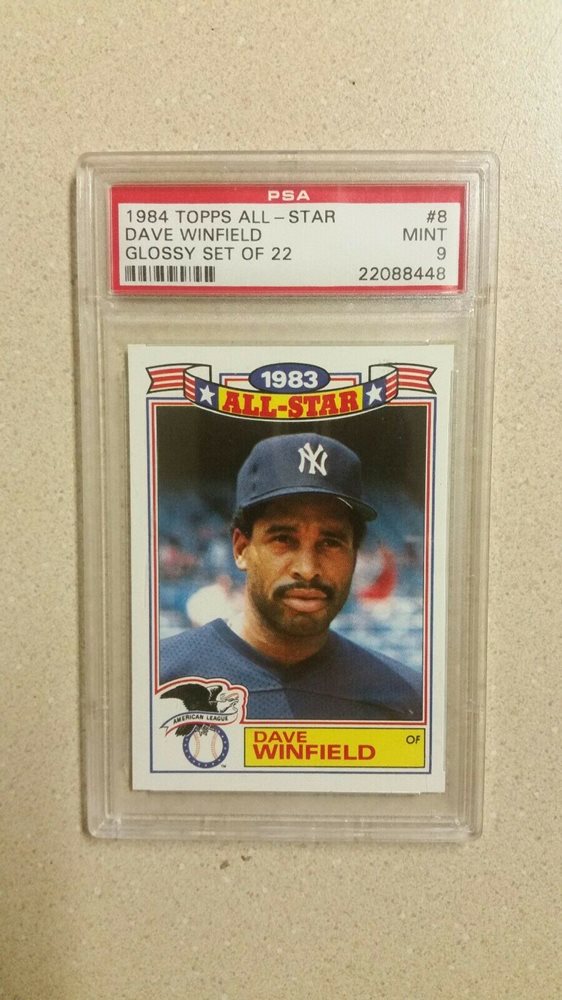 PSA
1984 TOPPS ALL-STAR #8
DAVE WINFIELD MINT
GLOSSY SET OF 22 9
22088448
1983
ALL-STAR
NY
AMERICAN LEAGUE
DAVE OF
WINFIELD
TM